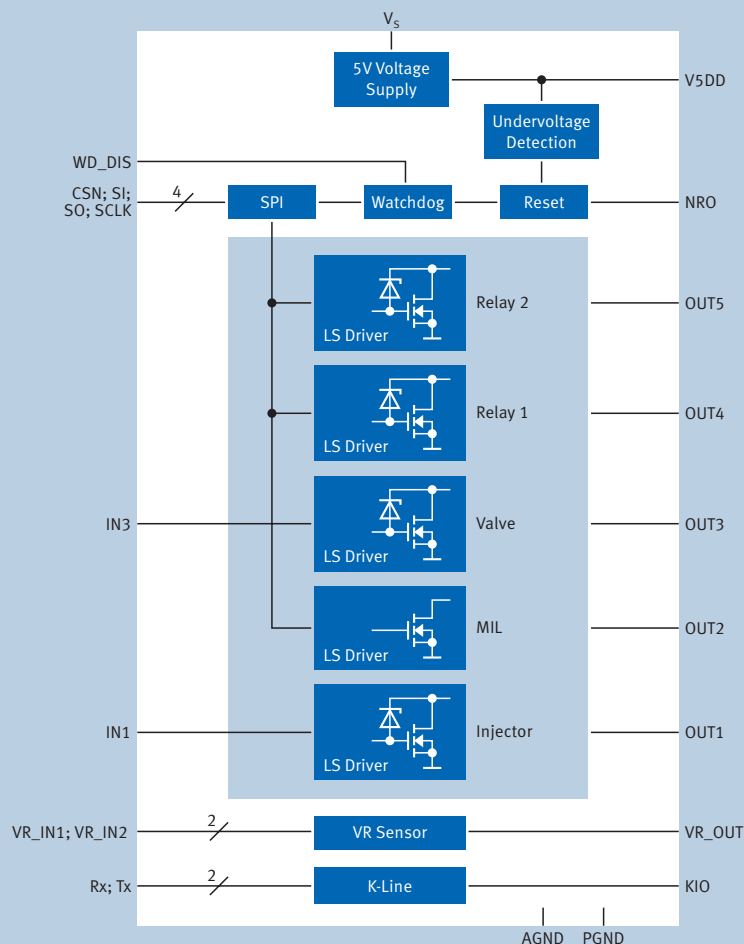 Vs
5V Voltage
Supply
V5DD
Undervoltage
Detection
WD_DIS
CSN; SI;
SO; SCLK
4
SPI
Watchdog
Reset
NRO
LS Driver
Relay 2
OUT5
LS Driver
Relay 1
OUT4
IN3
LS Driver
Valve
OUT3
LS Driver
MIL
OUT2
IN1
LS Driver
Injector
OUT1
VR_IN1; VR_IN2
2
VR Sensor
VR_OUT
Rx; Tx
2
K-Line
KIO
AGND
PGND